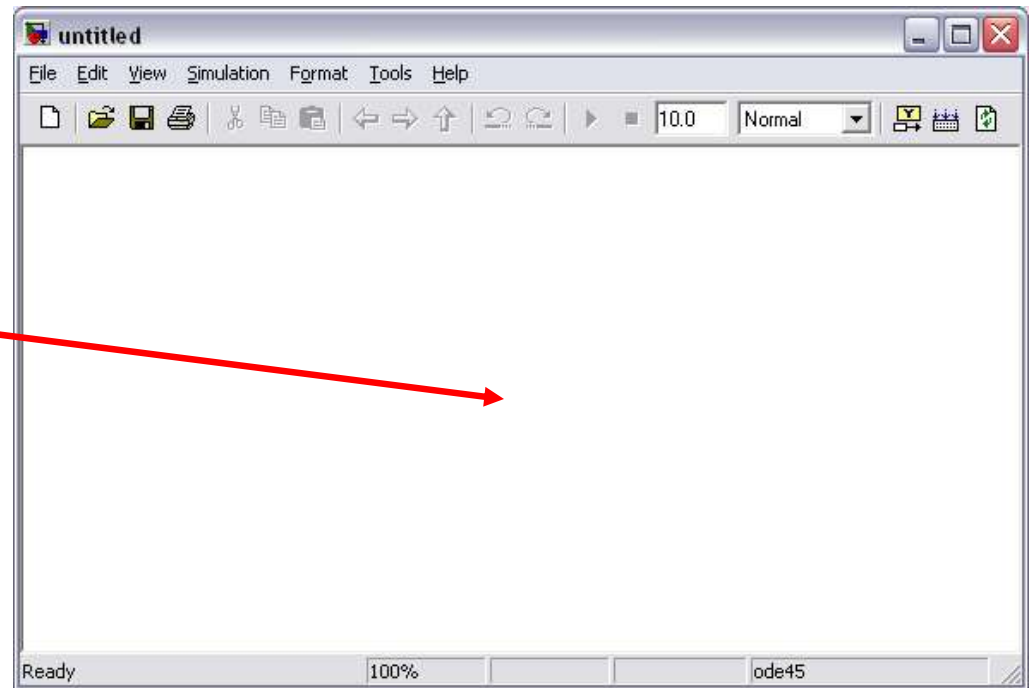 untitled
File Edit View Simulation Format Tools Help
10.0 Normal
Ready 100% ode45